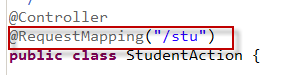 @Controller
@RequestMapping("/stu")
public class StudentAction {